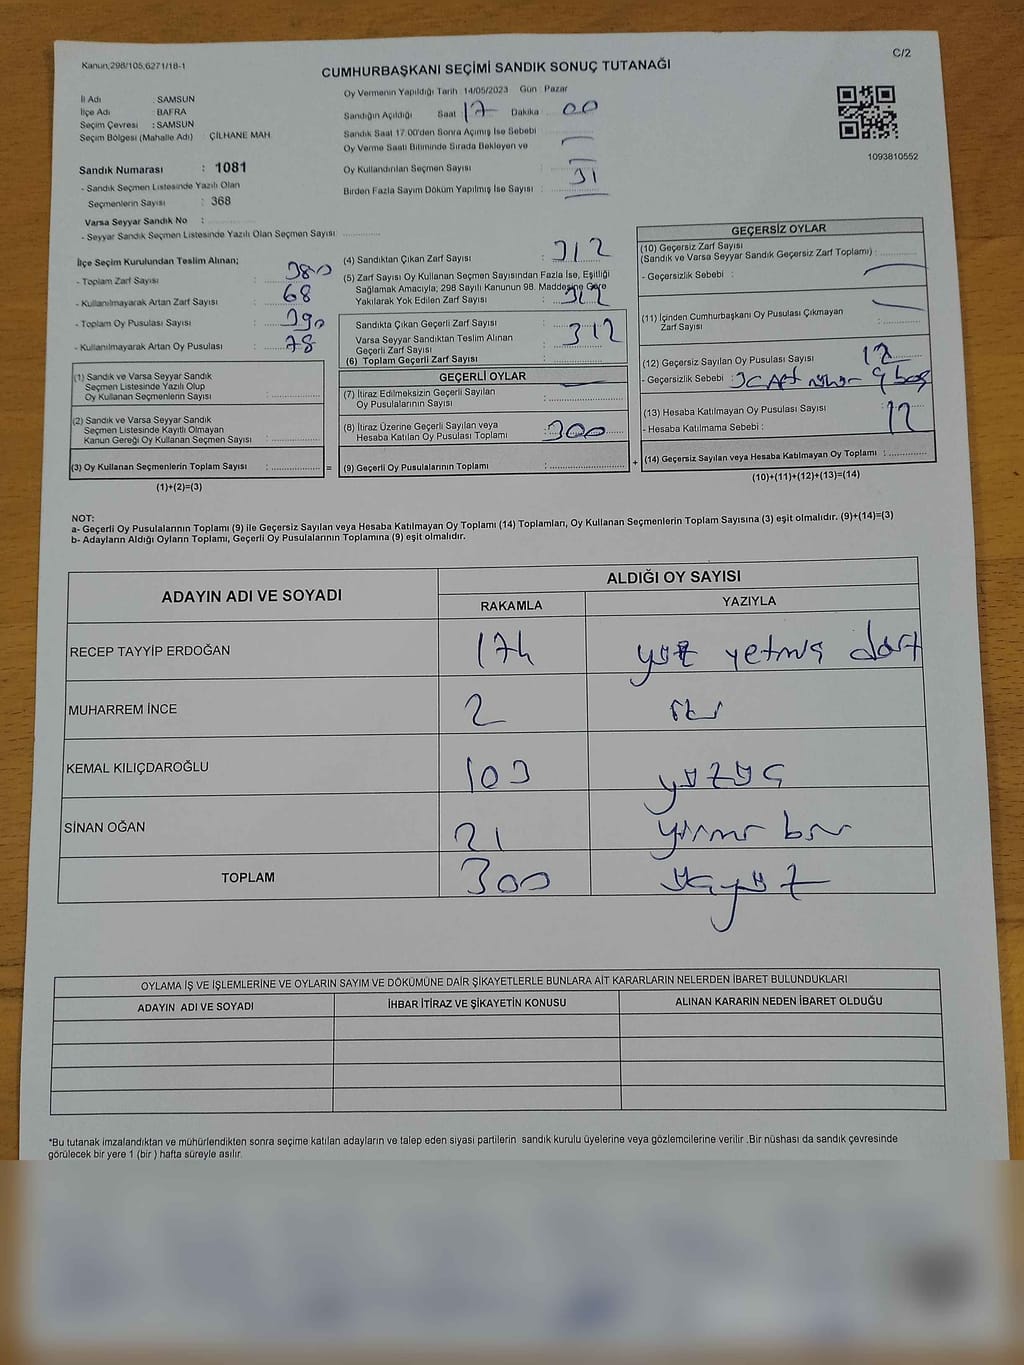 Kanun,298/105,6271/18-1
C/2
CUMHURBAŞKANI SEÇİMİ SANDIK SONUÇ TUTANAĞI
İl Adı : SAMSUN
İlçe Adı : BAFRA
Seçim Çevresi : SAMSUN
Seçim Bölgesi (Mahalle Adı) ÇİLHANE MAH.
Sandık Numarası : 1081
- Sandık Seçmen Listesinde Yazılı Olan
Seçmenlerin Sayısı : 368
Varsa Seyyar Sandık No :
- Seyyar Sandık Seçmen Listesinde Yazılı Olan Seçmen Sayısı:
Oy Vermenin Yapıldığı Tarih 14/05/2023 Gün : Pazar
Sandığın Açıldığı Saat 17 Dakika 00
Sandık Saat 17.00'den Sonra Açımış İse Sebebi
Oy Verme Saati Bitiminde Sırada Bekleyen ve
Oy Kullandırılan Seçmen Sayısı :
Birden Fazla Sayım Döküm Yapılmış İse Sayısı :
1093810552
İlçe Seçim Kurulundan Teslim Alınan;
- Toplam Zarf Sayısı : 380
- Kullanılmayarak Artan Zarf Sayısı : 68
- Toplam Oy Pusulası Sayısı : 390
- Kullanılmayarak Artan Oy Pusulası : 78
(1) Sandık ve Varsa Seyyar Sandık
Seçmen Listesinde Yazılı Olup
Oy Kullanan Seçmenlerin Sayısı :
(2) Sandık ve Varsa Seyyar Sandık
Seçmen Listesinde Kayıtlı Olmayan
Kanun Gereği Oy Kullanan Seçmen Sayısı :
(3) Oy Kullanan Seçmenlerin Toplam Sayısı : =
(1)+(2)=(3)
(4) Sandıktan Çıkan Zarf Sayısı : 312
(5) Zarf Sayısı Oy Kullanan Seçmen Sayısından Fazla İse, Eşitliği
Sağlamak Amacıyla; 298 Sayılı Kanunun 98. Maddesine Göre
Yakılarak Yok Edilen Zarf Sayısı : 312
Sandıkta Çıkan Geçerli Zarf Sayısı :
Varsa Seyyar Sandıktan Teslim Alınan
Geçerli Zarf Sayısı : 312
(6) Toplam Geçerli Zarf Sayısı :
GEÇERLİ OYLAR
(7) İtiraz Edilmeksizin Geçerli Sayılan
Oy Pusulalarının Sayısı :
(8) İtiraz Üzerine Geçerli Sayılan veya
Hesaba Katılan Oy Pusulası Toplamı : 300
(9) Geçerli Oy Pusulalarının Toplamı : +
GEÇERSİZ OYLAR
(10) Geçersiz Zarf Sayısı
(Sandık ve Varsa Seyyar Sandık Geçersiz Zarf Toplamı) :
- Geçersizlik Sebebi :
(11) İçinden Cumhurbaşkanı Oy Pusulası Çıkmayan
Zarf Sayısı :
(12) Geçersiz Sayılan Oy Pusulası Sayısı : 12
- Geçersizlik Sebebi : 9 boş
(13) Hesaba Katılmayan Oy Pusulası Sayısı : 12
- Hesaba Katılmama Sebebi :
(14) Geçersiz Sayılan veya Hesaba Katılmayan Oy Toplamı :
(10)+(11)+(12)+(13)=(14)
NOT:
a- Geçerli Oy Pusulalarının Toplamı (9) ile Geçersiz Sayılan veya Hesaba Katılmayan Oy Toplamı (14) Toplamları, Oy Kullanan Seçmenlerin Toplam Sayısına (3) eşit olmalıdır. (9)+(14)=(3)
b- Adayların Aldığı Oyların Toplamı, Geçerli Oy Pusulalarının Toplamına (9) eşit olmalıdır.
ADAYIN ADI VE SOYADI
ALDIĞI OY SAYISI
RAKAMLA YAZIYLA
RECEP TAYYİP ERDOĞAN 174 yüz yetmiş dört
MUHARREM İNCE 2 iki
KEMAL KILIÇDAROĞLU 103 yüzüç
SİNAN OĞAN 21 yirmi bir
TOPLAM 300 üçyüz
OYLAMA İŞ VE İŞLEMLERİNE VE OYLARIN SAYIM VE DÖKÜMÜNE DAİR ŞİKAYETLERLE BUNLARA AİT KARARLARIN NELERDEN İBARET BULUNDUKLARI
ADAYIN ADI VE SOYADI İHBAR İTİRAZ VE ŞİKAYETİN KONUSU ALINAN KARARIN NEDEN İBARET OLDUĞU
*Bu tutanak imzalandıktan ve mühürlendikten sonra seçime katılan adayların ve talep eden siyasi partilerin sandık kurulu üyelerine veya gözlemcilerine verilir .Bir nüshası da sandık çevresinde
görülecek bir yere 1 (bir ) hafta süreyle asılır.